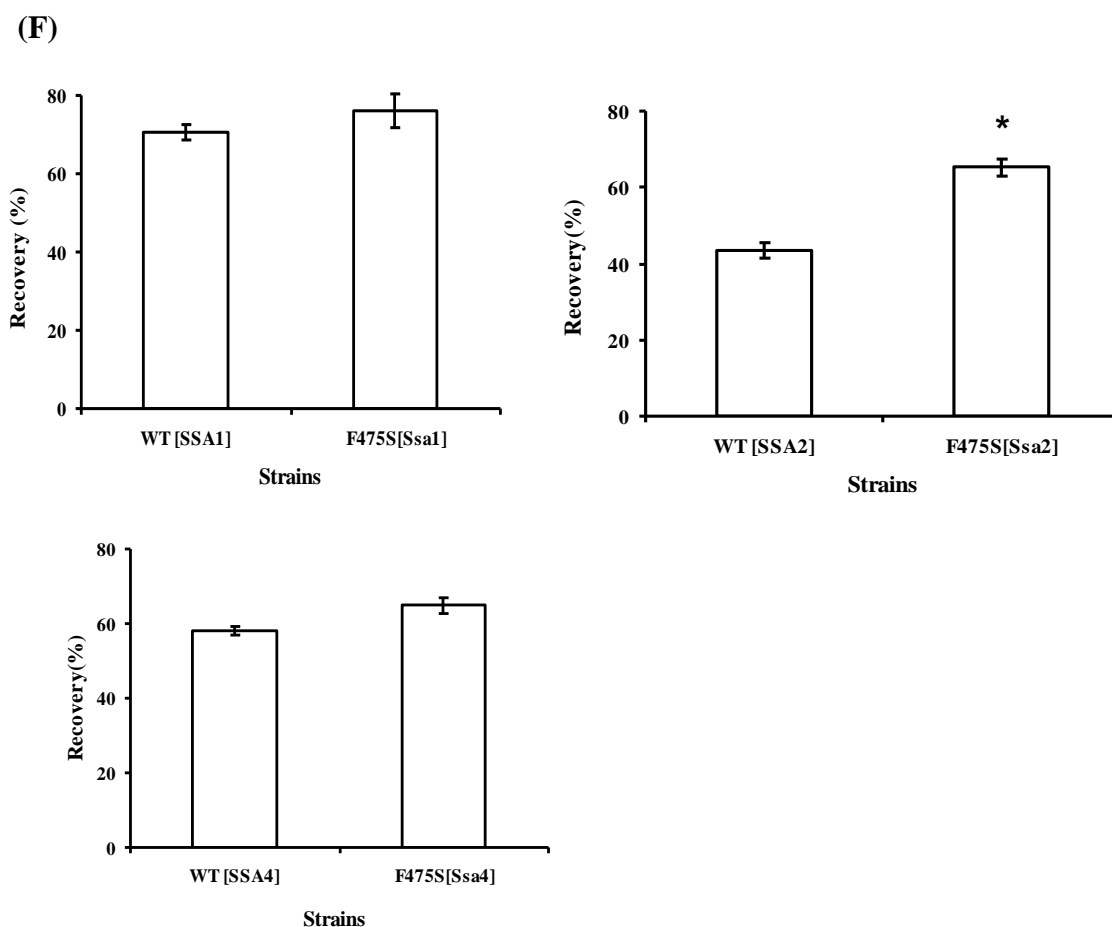 (F)
80
60
40
20
0
Recovery (%)
WT[SSA1] F475S[Ssa1]
Strains
80
60
40
20
0
Recovery(%)
*
WT[SSA2] F475S[Ssa2]
Strains
80
60
40
20
0
Recovery(%)
WT[SSA4] F475S[Ssa4]
Strains